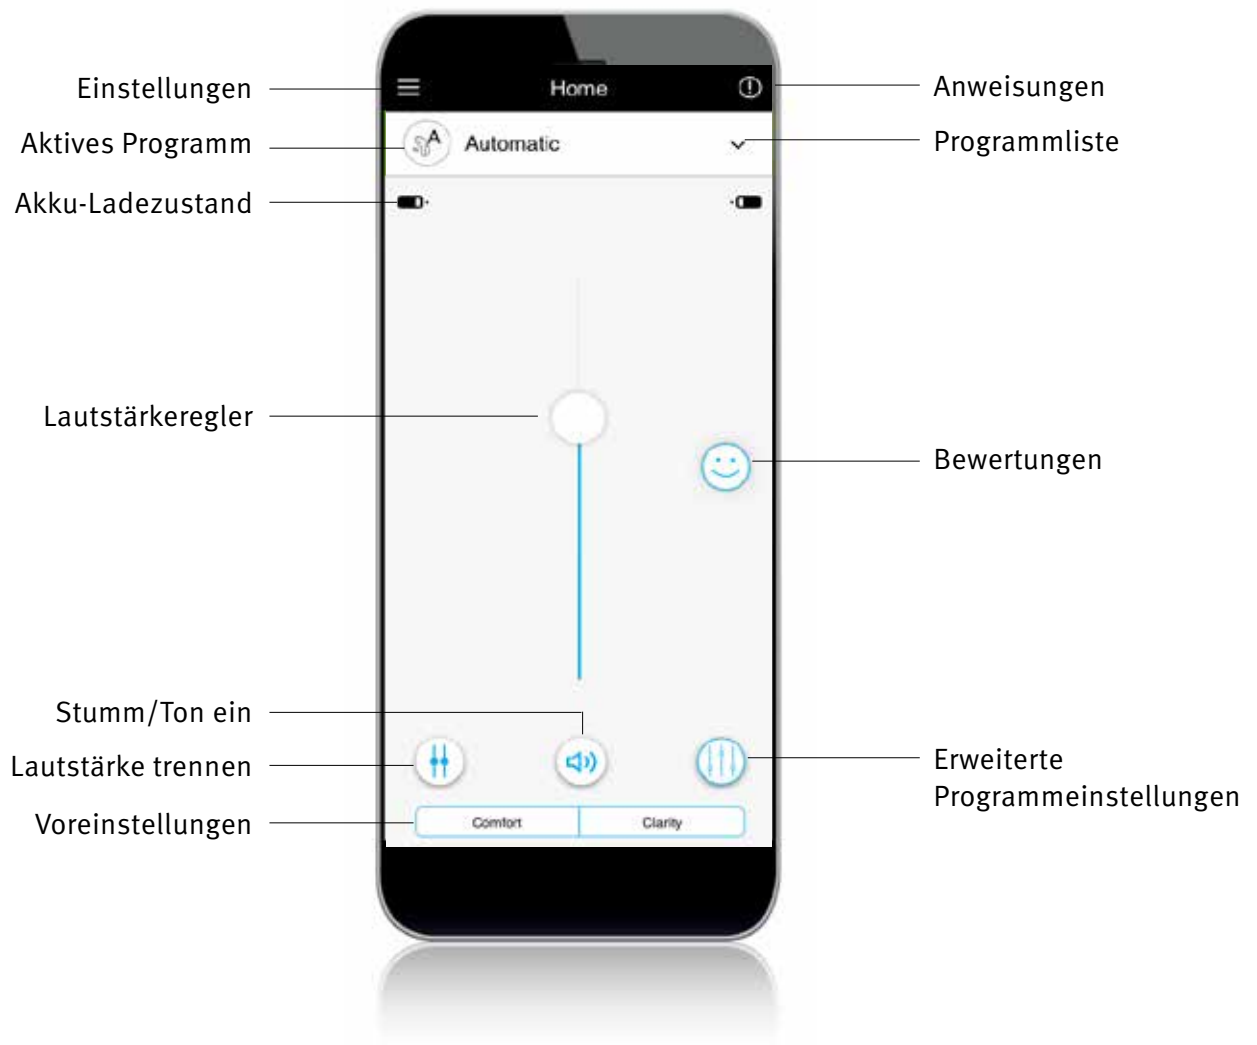 Einstellungen
Home
Anweisungen
Aktives Programm
A
Automatic
Programmliste
Akku-Ladezustand
Lautstärkeregler
Bewertungen
Stumm/Ton ein
Lautstärke trennen
Erweiterte
Programmeinstellungen
Voreinstellungen
Comfort
Clarity